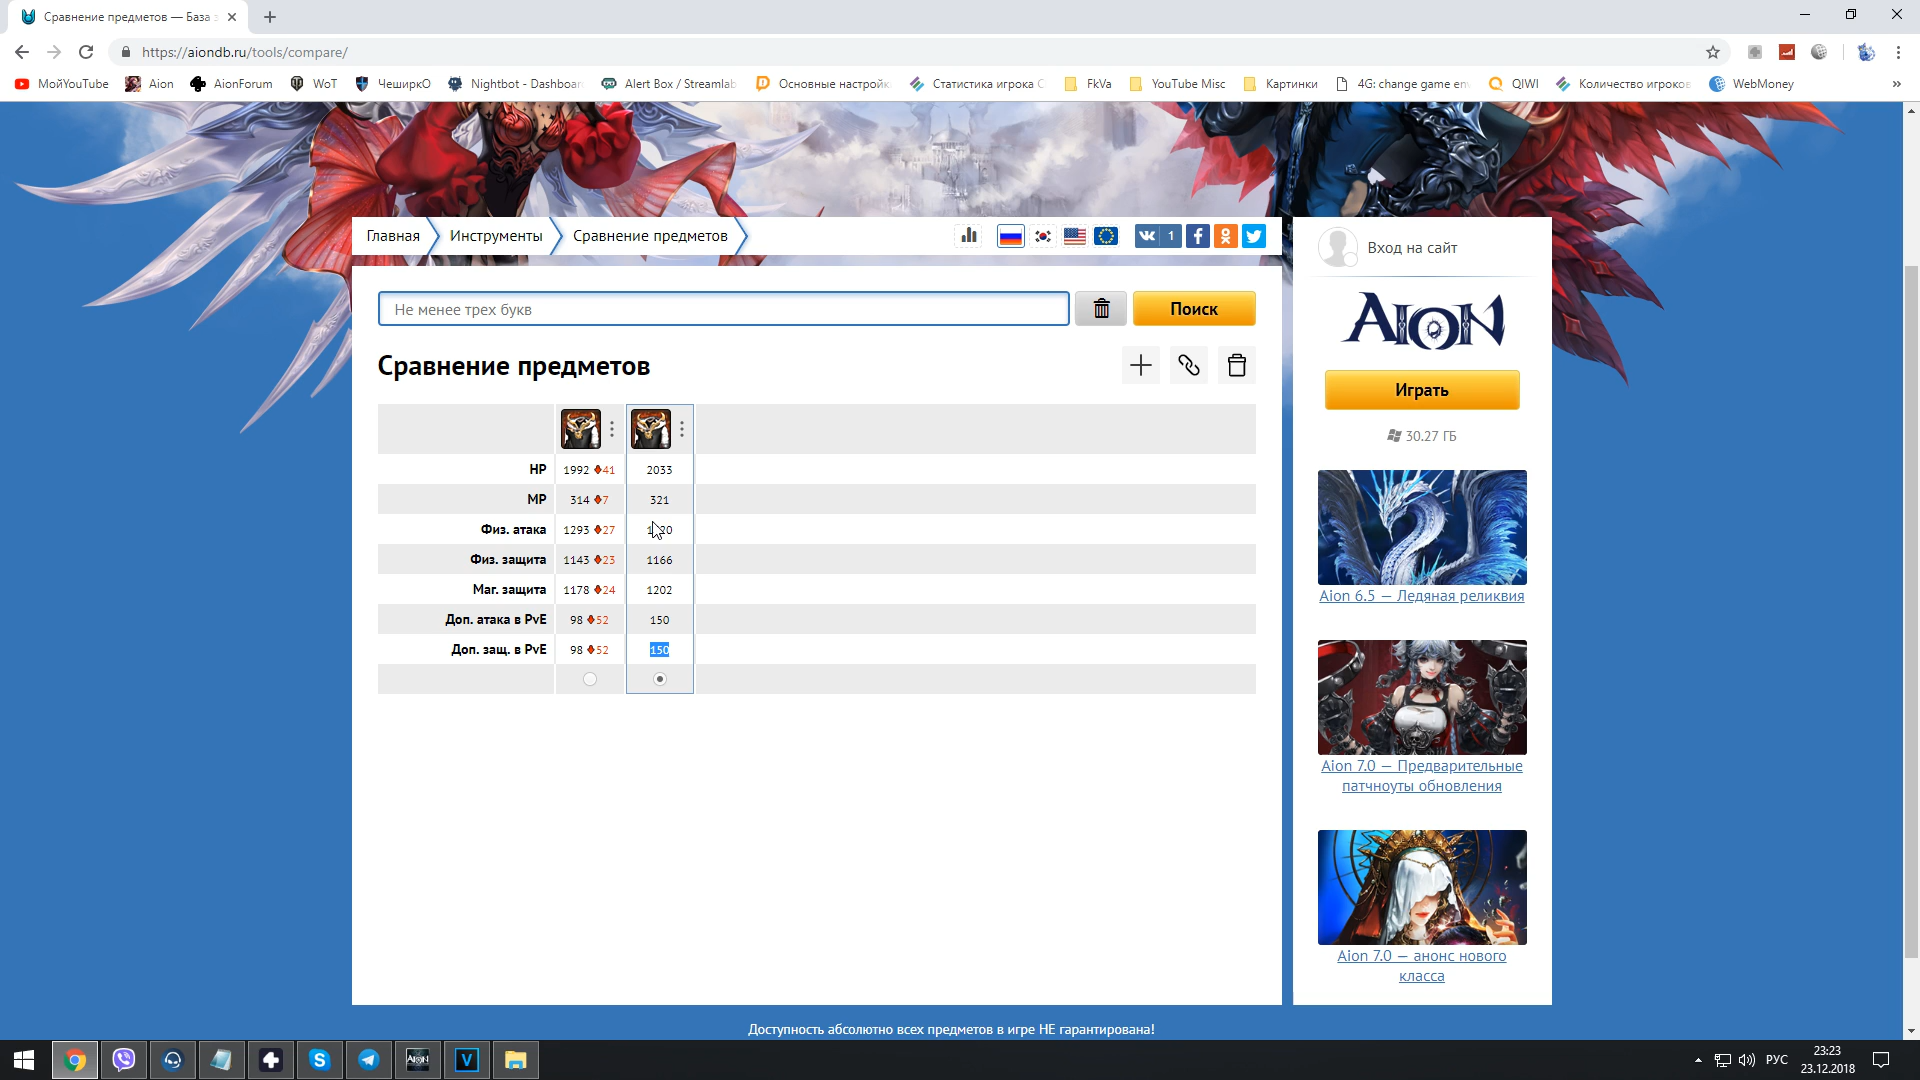 Сравнение предметов — База з
https://aiondb.ru/tools/compare/
МойYouTube
Aion
AionForum
WoT
ЧеширкО
Nightbot - Dashboar
Alert Box / Streamlab
Основные настройк
Статистика игрока С
FkVa
YouTube Misc
Картинки
4G: change game en
QIWI
Количество игроков
WebMoney
»
Главная
Инструменты
Сравнение предметов
1
Вход на сайт
Не менее трех букв
Поиск
AION
Сравнение предметов
Играть
30.27 ГБ
HP 1992 41 2033
MP 314 7 321
Физ. атака 1293 27
Физ. защита 1143 23 1166
Маг. защита 1178 24 1202
Доп. атака в PvE 98 52 150
Доп. защ. в PvE 98 52 150
Aion 6.5 — Ледяная реликвия
Aion 7.0 — Предварительные
патчноуты обновления
Aion 7.0 — анонс нового
класса
Доступность абсолютно всех предметов в игре НЕ гарантирована!
РУС
23:23
23.12.2018